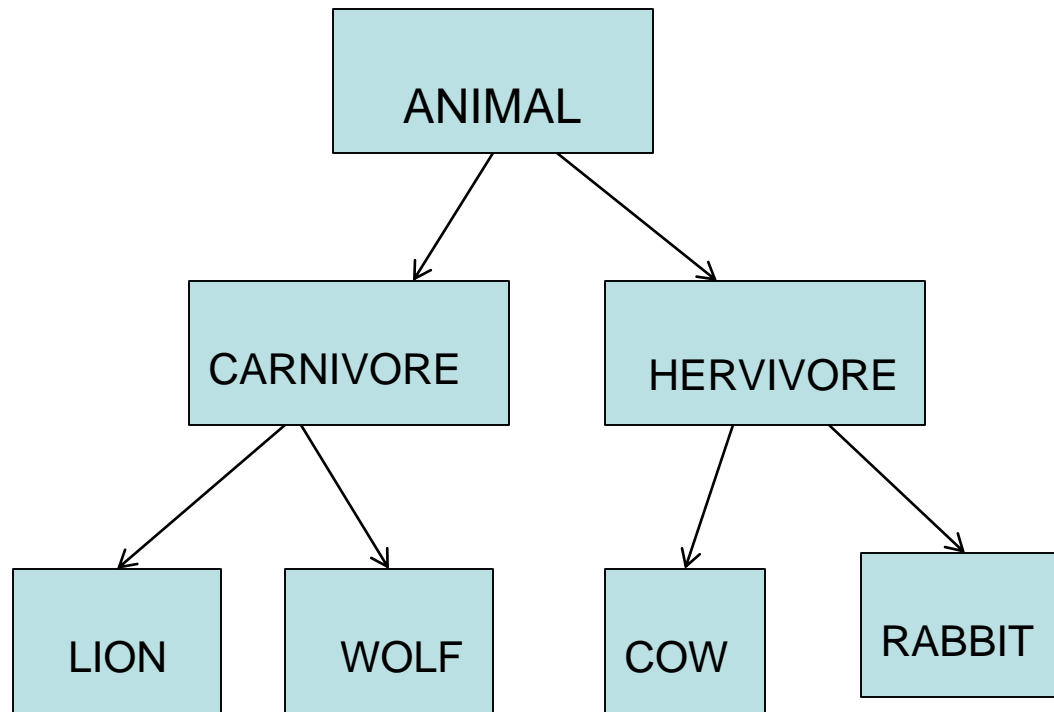 ANIMAL
CARNIVORE
HERVIVORE
LION
WOLF
COW
RABBIT